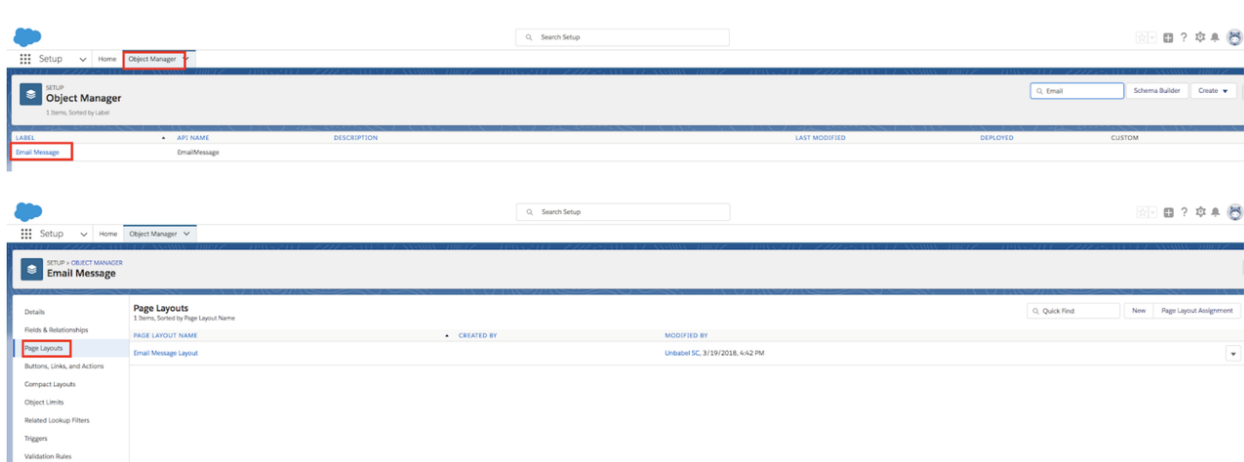 Search Setup
Setup Home Object Manager
SETUP
Object Manager
1 Items, Sorted by Label
Email
Schema Builder
Create
LABEL API NAME DESCRIPTION LAST MODIFIED DEPLOYED CUSTOM
Email Message EmailMessage
Search Setup
Setup Home Object Manager
SETUP > OBJECT MANAGER
Email Message
Details
Fields & Relationships
Page Layouts
Buttons, Links, and Actions
Compact Layouts
Object Limits
Related Lookup Filters
Triggers
Validation Rules
Page Layouts
1 Items, Sorted by Page Layout Name
Quick Find
New
Page Layout Assignment
PAGE LAYOUT NAME CREATED BY MODIFIED BY
Email Message Layout Unbabel SC, 3/19/2018, 4:42 PM